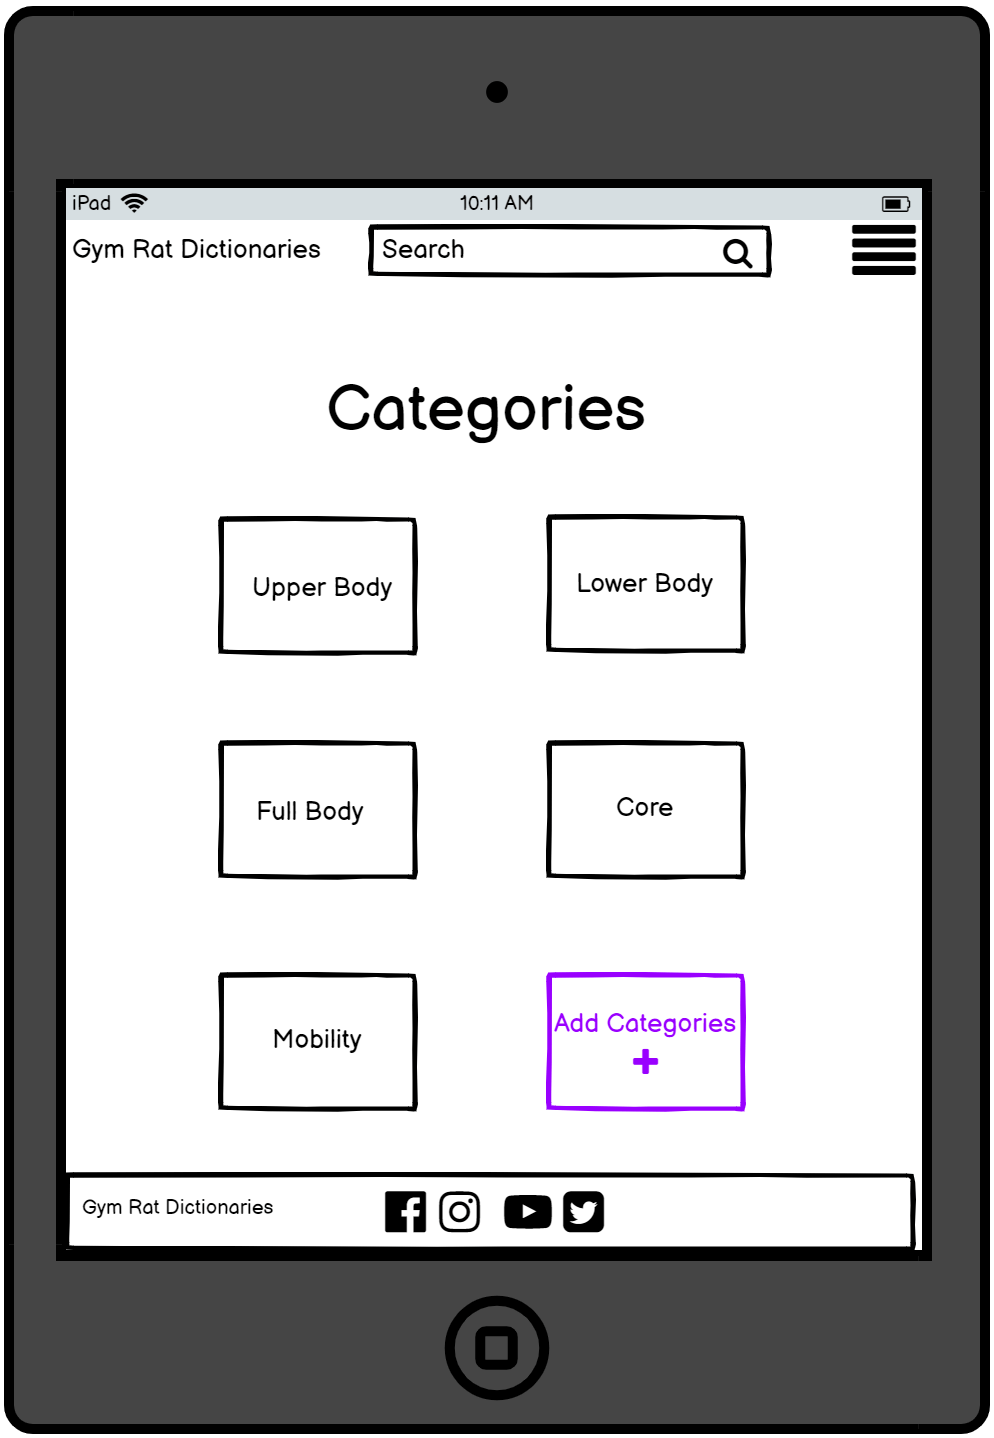 iPad
10:11 AM
Gym Rat Dictionaries
Search
Categories
Upper Body
Lower Body
Full Body
Core
Mobility
Add Categories
Gym Rat Dictionaries